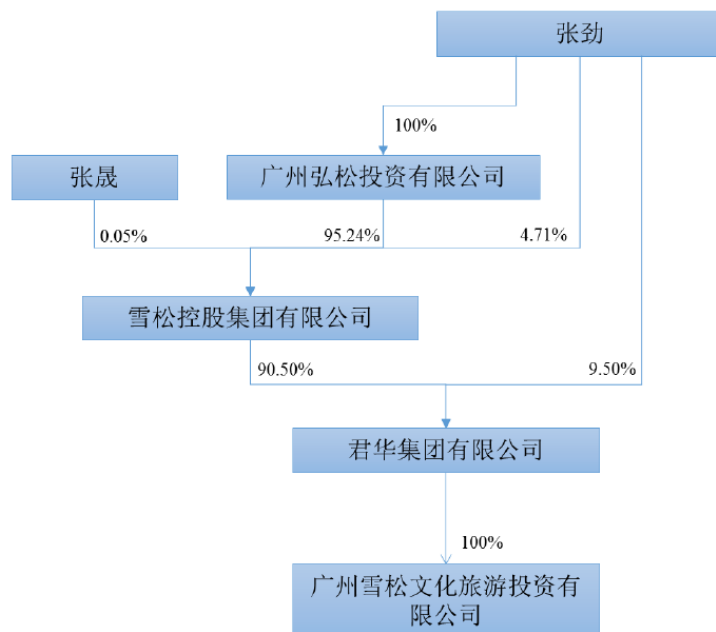 张劲
100%
张晟
广州弘松投资有限公司
0.05%
95.24%
4.71%
雪松控股集团有限公司
90.50%
9.50%
君华集团有限公司
100%
广州雪松文化旅游投资有
限公司